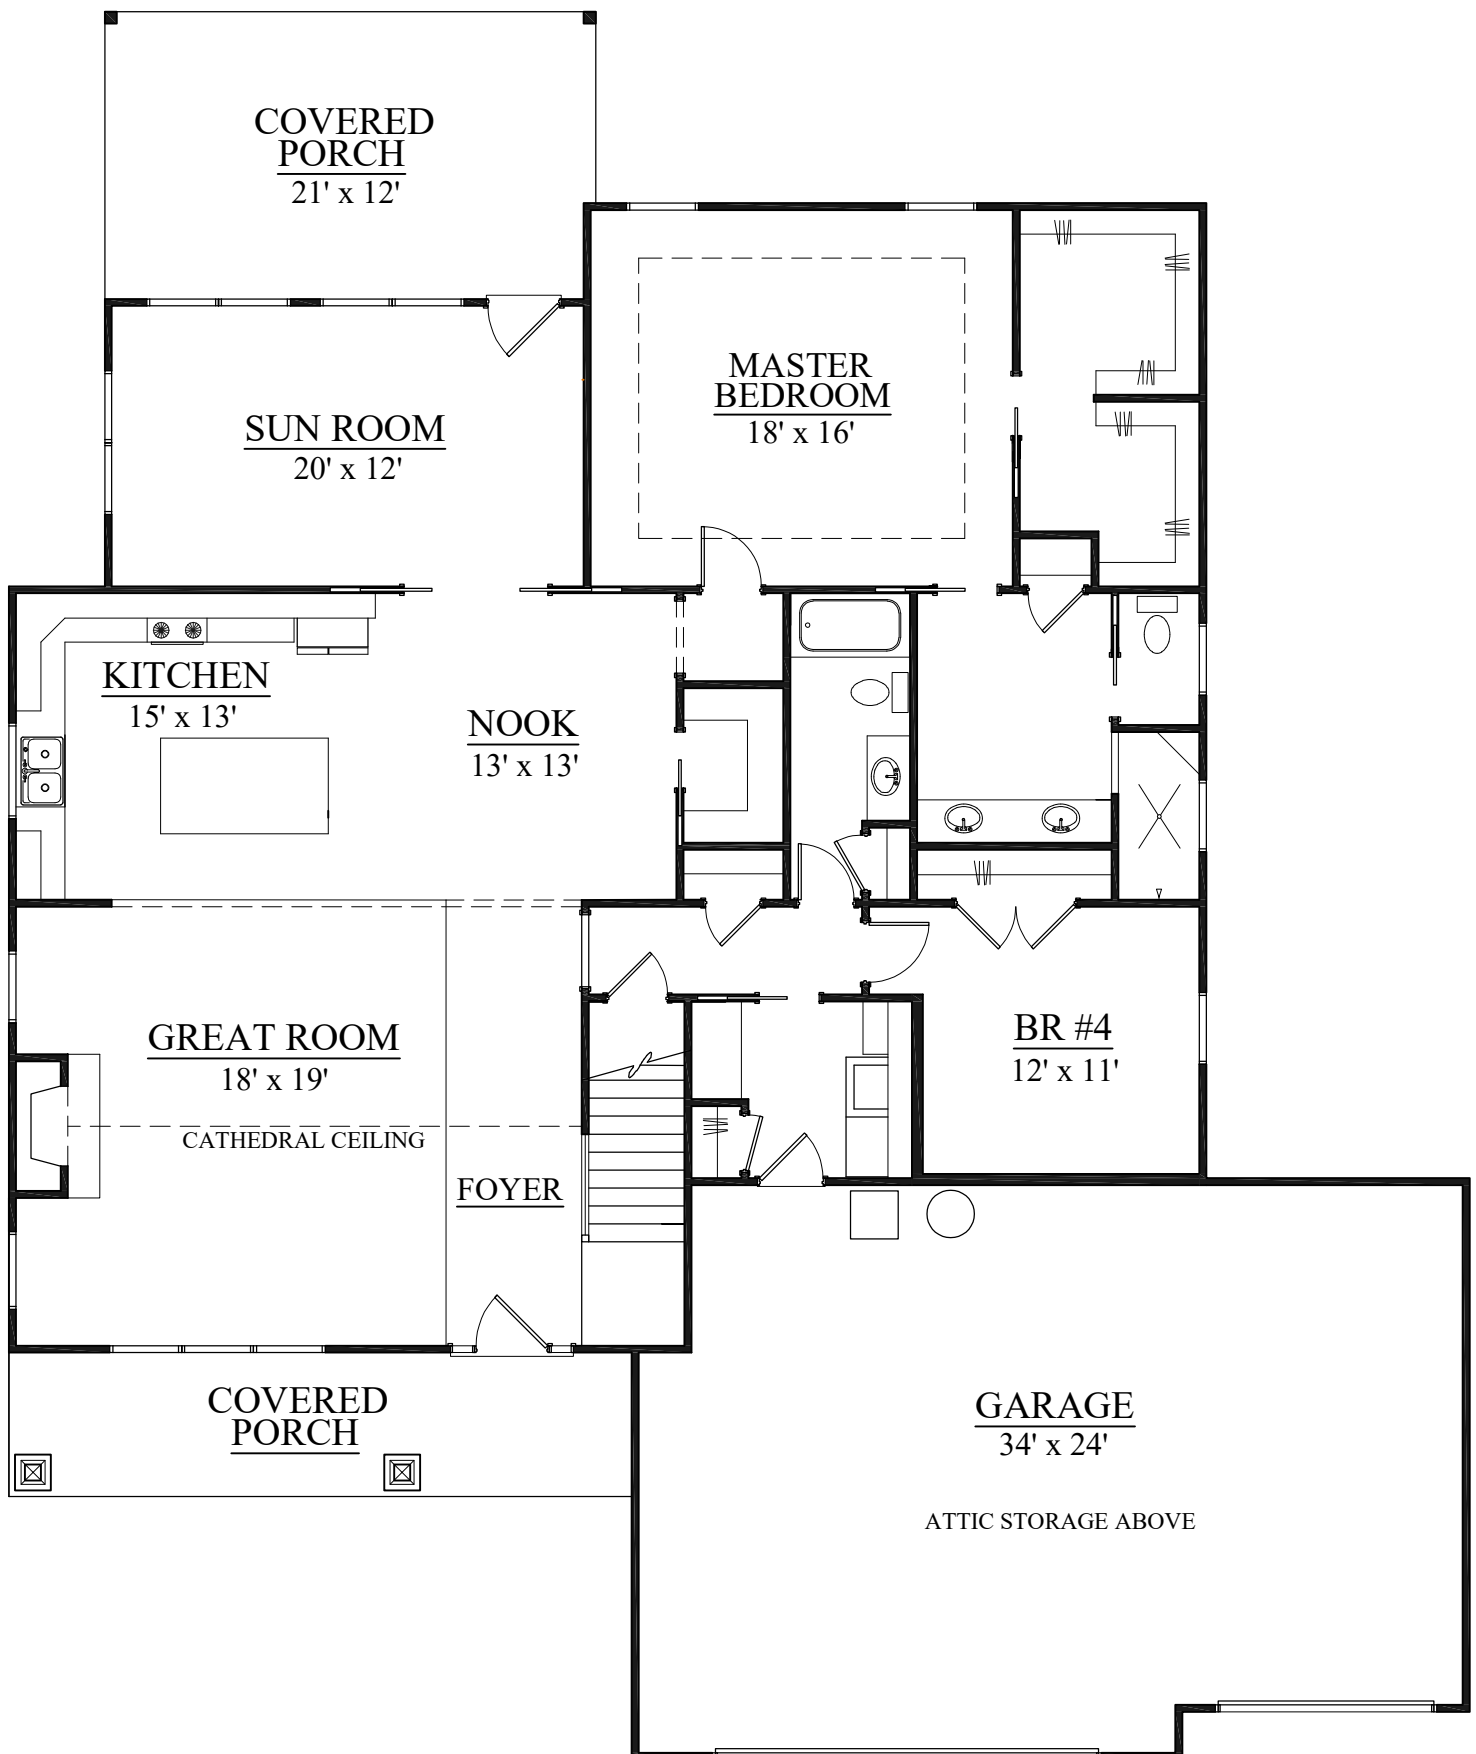 COVERED
PORCH
21' x 12'
MASTER
BEDROOM
18' x 16'
SUN ROOM
20' x 12'
KITCHEN
15' x 13'
NOOK
13' x 13'
GREAT ROOM
18' x 19'
CATHEDRAL CEILING
FOYER
BR #4
12' x 11'
COVERED
PORCH
GARAGE
34' x 24'
ATTIC STORAGE ABOVE